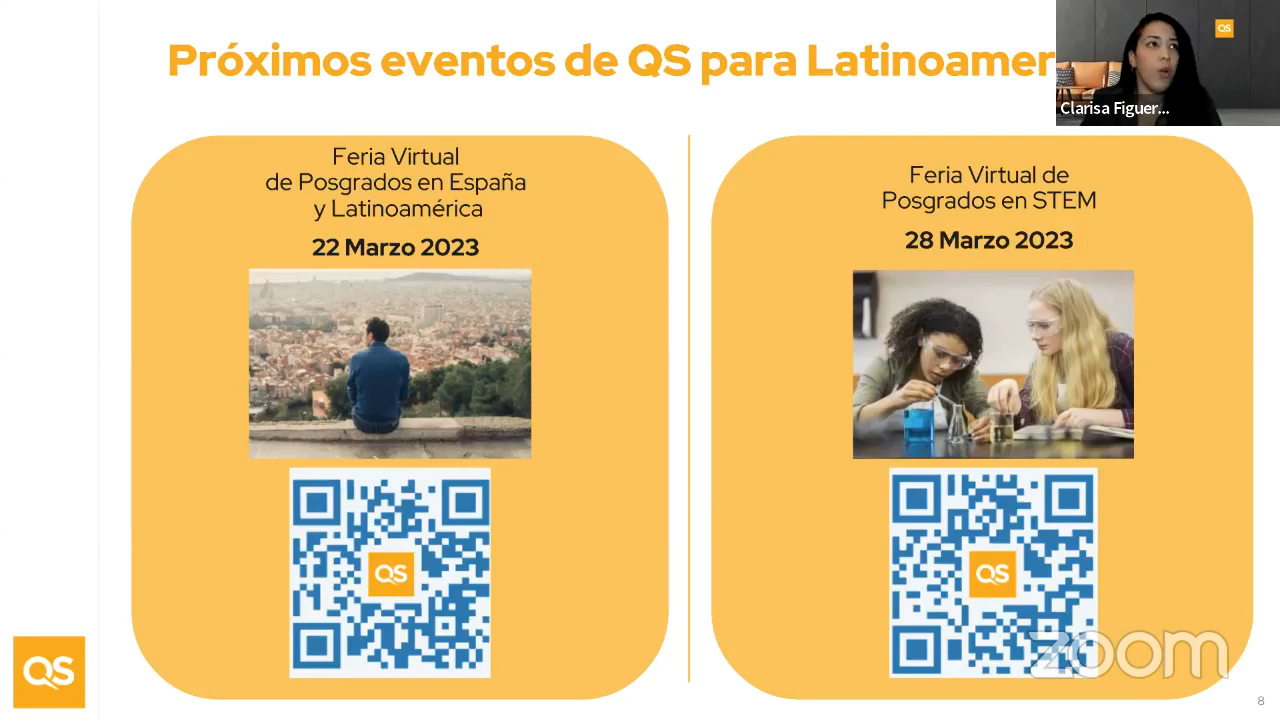 Próximos eventos de QS para Latinoamer
QS
Clarisa Figuer...
Feria Virtual
de Posgrados en España
y Latinoamérica
22 Marzo 2023
QS
Feria Virtual de
Posgrados en STEM
28 Marzo 2023
QS
QS
zoom
8